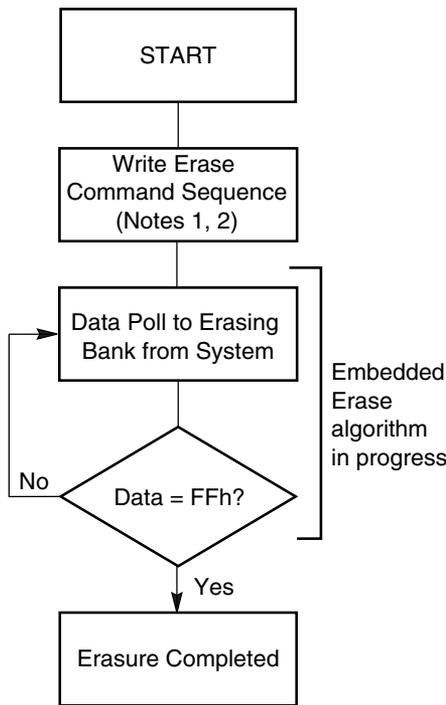 START
Write Erase
Command Sequence
(Notes 1, 2)
Data Poll to Erasing
Bank from System
Embedded
Erase
algorithm
in progress
No
Data = FFh?
Yes
Erasure Completed